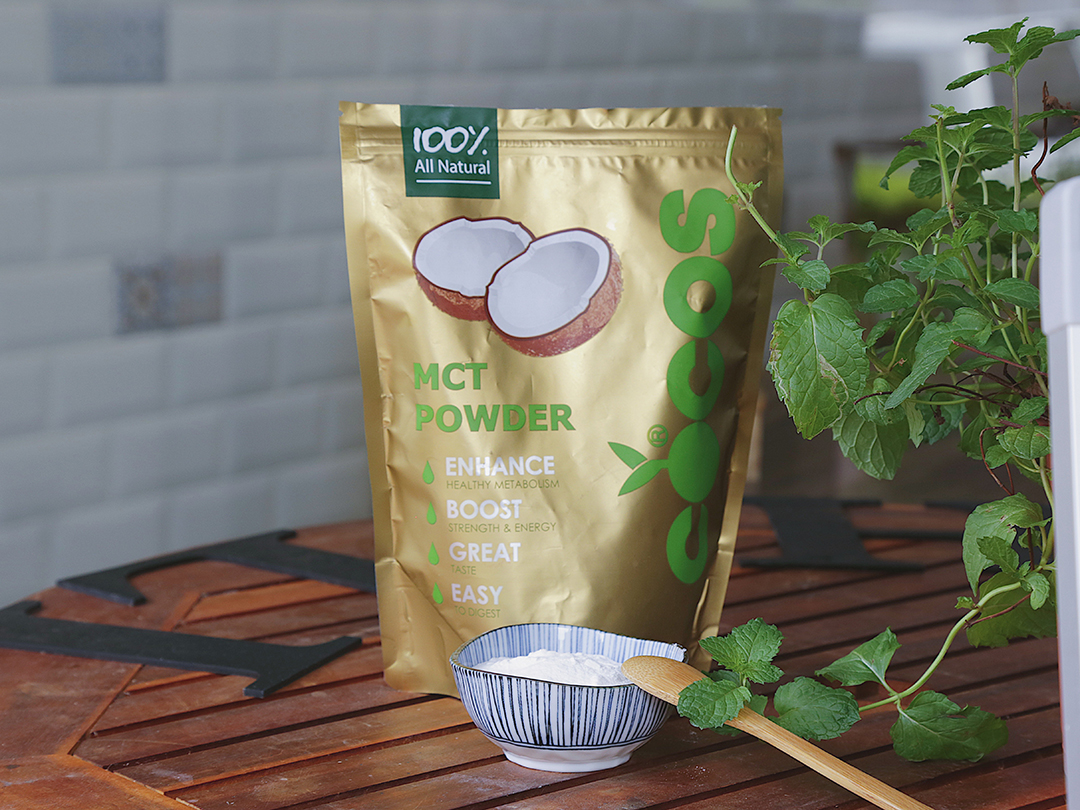 100%
All Natural
COCOS®
MCT
POWDER
ENHANCE
HEALTHY METABOLISM
BOOST
STRENGTH & ENERGY
GREAT
TASTE
EASY
TO DIGEST